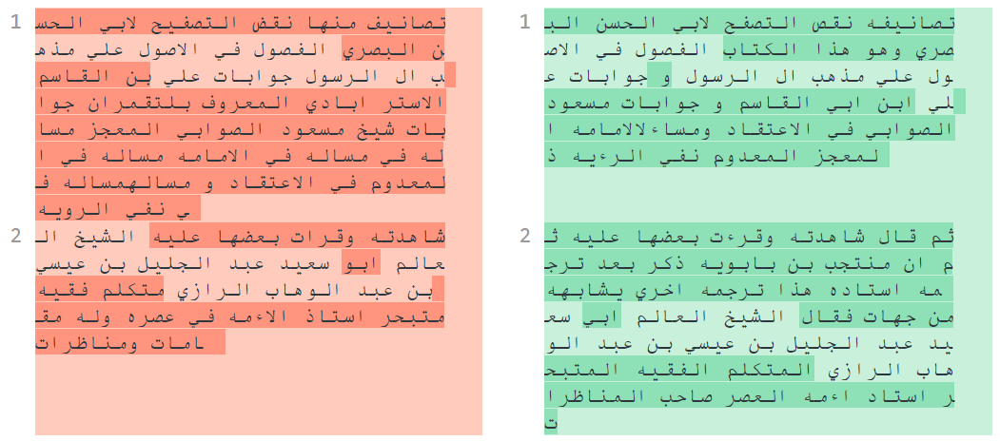 1
تصانيف منها نقض التصفيح لابي الحس
ن البصري الفصول في الاصول علي مذه
ب ال الرسول جوابات علي بن القاسم
الاستر ابادي المعروف بلتقمران جوا
بات شيخ مسعود الصوابي المعجز مسا
له في مساله في الامامه مساله في ا
لمعدوم في الاعتقاد و مسالهمساله ف
ي نفي الرويه
2
شاهدته وقرات بعضها عليه الشيخ ال
عالم ابو سعيد عبد الجليل بن عيسي
بن عبد الوهاب الرازي متكلم فقيه
متبحر استاذ الاءمه في عصره وله مق
امات ومناظرات
1
تصانيفه نقض التصفح لابي الحسن الب
صري وهو هذا الكتاب الفصول في الاص
ول علي مذهب ال الرسول و جوابات ع
لي ابن ابي القاسم و جوابات مسعود
الصوابي في الاعتقاد ومساءلالامامه ا
لمعجز المعدوم نفي الرءيه ذ
2
ثم قال شاهدته وقرءت بعضها عليه ث
م ان منتجب بن بابويه ذكر بعد ترج
مه استاده هذا ترجمه اخري يشابهه
من جهات فقال الشيخ العالم ابي سع
يد عبد الجليل بن عيسي بن عبد الو
هاب الرازي المتكلم الفقيه المتبح
ر استاد اءمه العصر صاحب المناظرا
ت